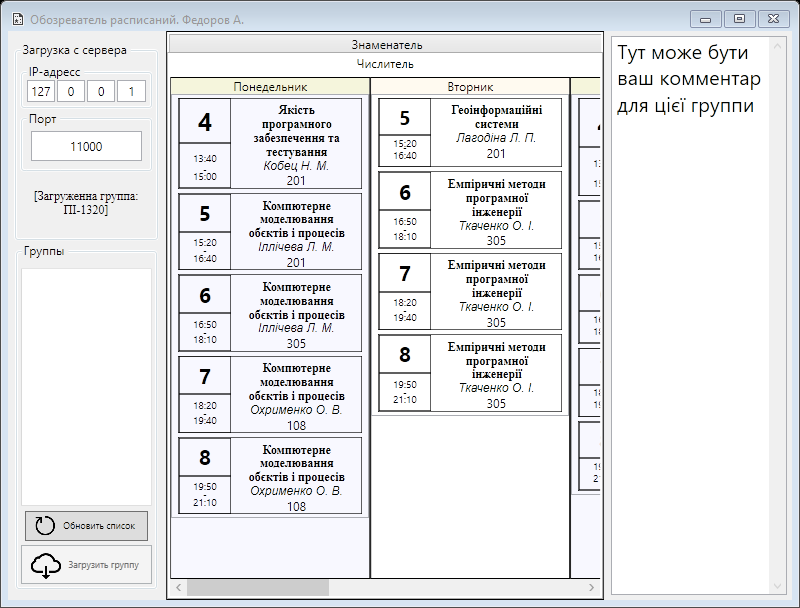 Обозреватель расписаний. Федоров А.
Загрузка с сервера
IP-адресс
127 0 0 1
Порт
11000
[Загруженна группа:
ПІ-1320]
Группы
Обновить список
Загрузить группу
Знаменатель
Числитель
Понедельник
4
13:40
-
15:00
Якість
програмного
забезпечення та
тестування
Кобец Н. М.
201
5
15:20
-
16:40
Компютерне
моделювання
обєктів і процесів
Іллічева Л. М.
201
6
16:50
-
18:10
Компютерне
моделювання
обєктів і процесів
Іллічева Л. М.
305
7
18:20
-
19:40
Компютерне
моделювання
обєктів і процесів
Охрименко О. В.
108
8
19:50
-
21:10
Компютерне
моделювання
обєктів і процесів
Охрименко О. В.
108
Вторник
5
15:20
-
16:40
Геоінформаційні
системи
Лагодіна Л. П.
201
6
16:50
-
18:10
Емпіричні методи
програмної
інженерії
Ткаченко О. І.
305
7
18:20
-
19:40
Емпіричні методи
програмної
інженерії
Ткаченко О. І.
305
8
19:50
-
21:10
Емпіричні методи
програмної
інженерії
Ткаченко О. І.
305
Тут може бути
ваш комментар
для цієї группи